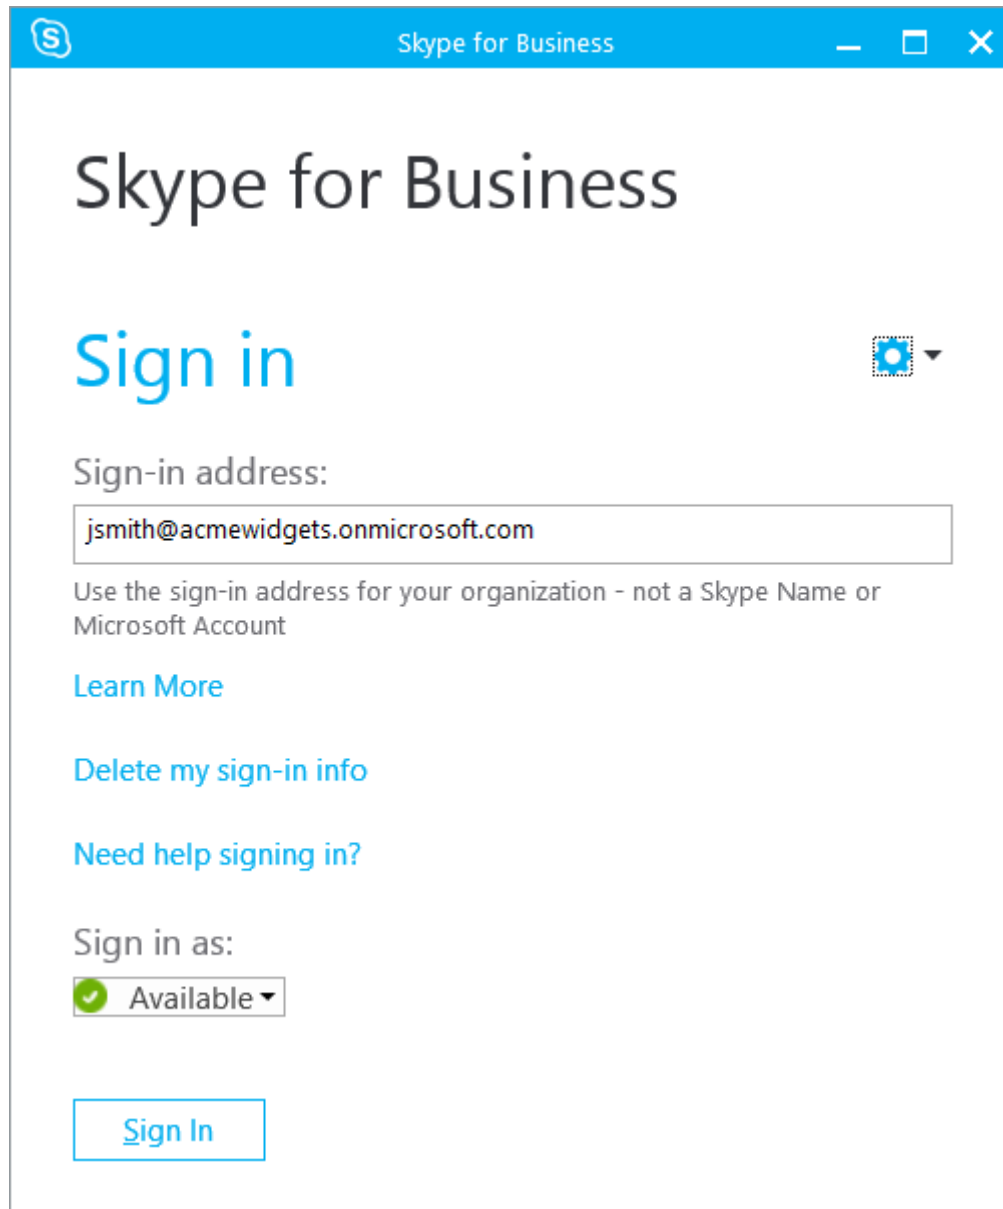 Skype for Business
Skype for Business
Sign in
Sign-in address:
jsmith@acmewidgets.onmicrosoft.com
Use the sign-in address for your organization - not a Skype Name or
Microsoft Account
Learn More
Delete my sign-in info
Need help signing in?
Sign in as:
Available
Sign In